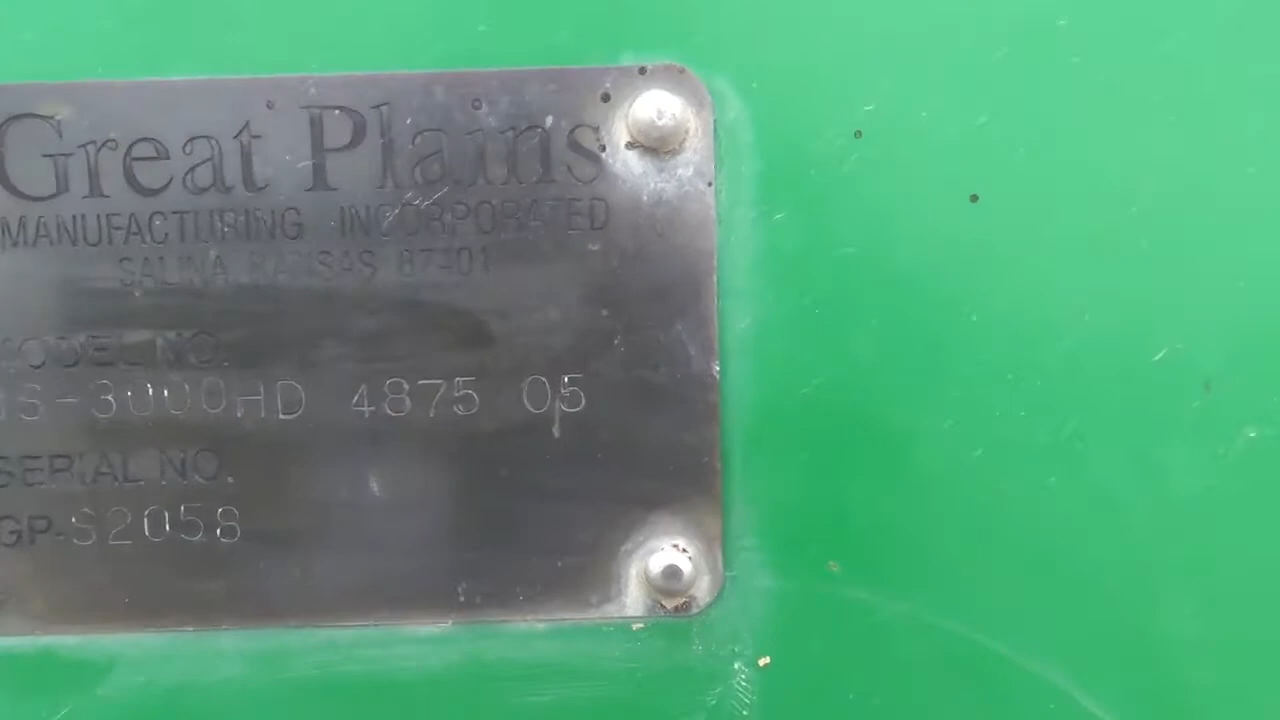 Great Plains
MANUFACTURING INCORPORATED
SALINA, KANSAS 67401
MODEL NO.
S-3000HD 4875 05
SERIAL NO.
GP-S2058